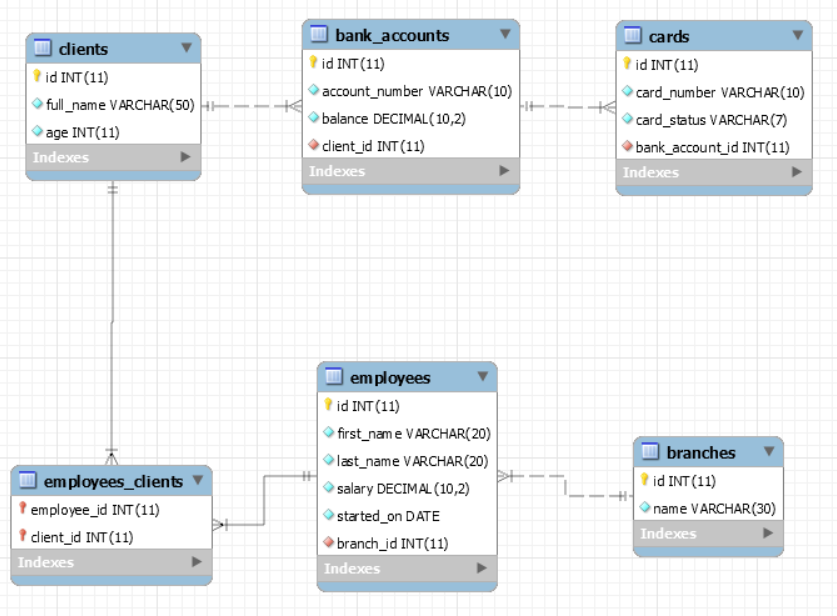 clients
id INT(11)
full_name VARCHAR(50)
age INT(11)
Indexes
bank_accounts
id INT(11)
account_number VARCHAR(10)
balance DECIMAL(10,2)
client_id INT(11)
Indexes
cards
id INT(11)
card_number VARCHAR(10)
card_status VARCHAR(7)
bank_account_id INT(11)
Indexes
employees_clients
employee_id INT(11)
client_id INT(11)
Indexes
employees
id INT(11)
first_name VARCHAR(20)
last_name VARCHAR(20)
salary DECIMAL(10,2)
started_on DATE
branch_id INT(11)
Indexes
branches
id INT(11)
name VARCHAR(30)
Indexes